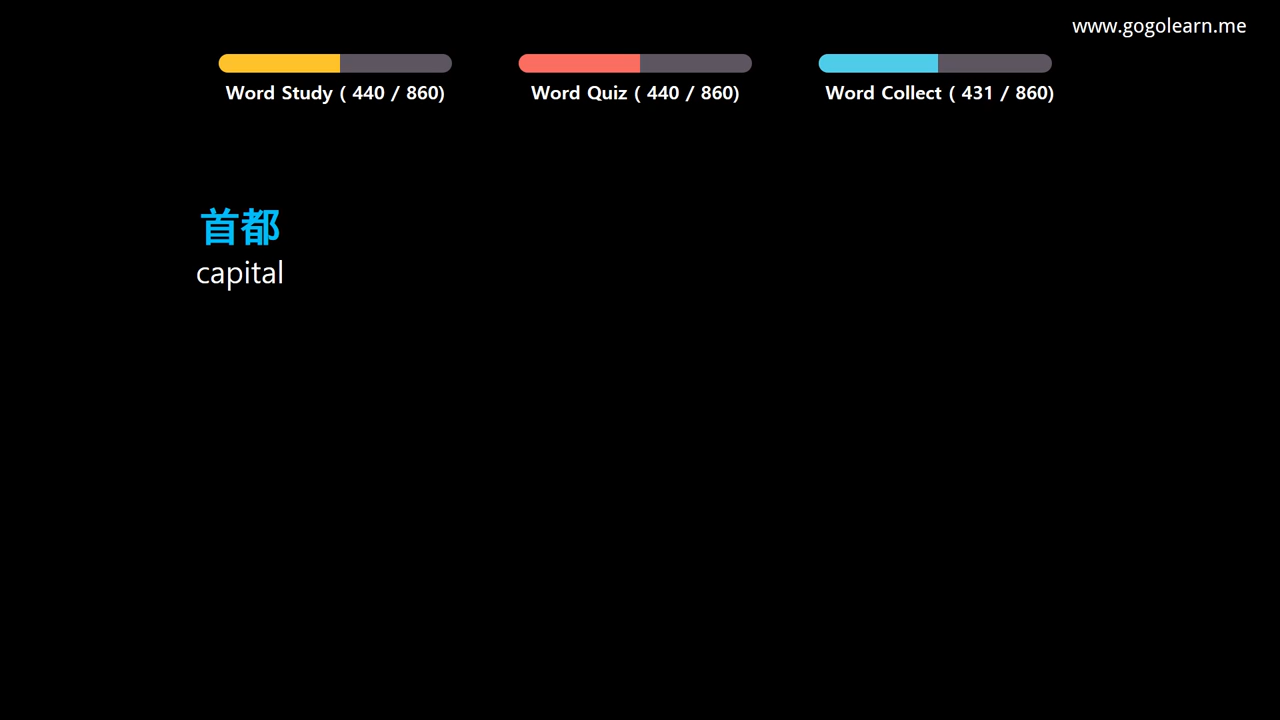 www.gogolearn.me
Word Study ( 440 / 860)
Word Quiz ( 440 / 860)
Word Collect ( 431 / 860)
首都
capital